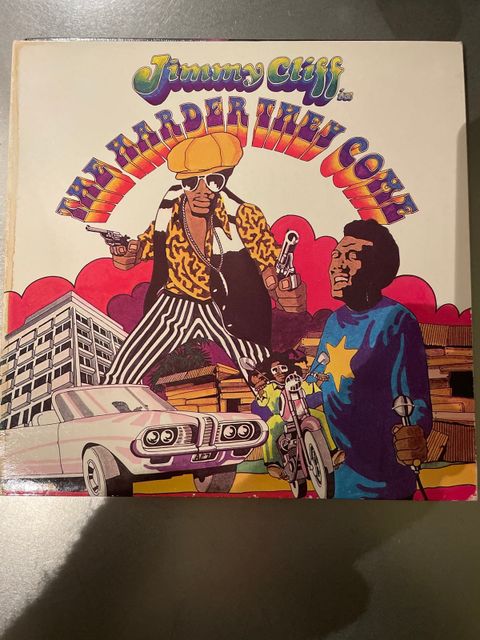 Jimmy Cliff
in
THE HARDER THEY COME